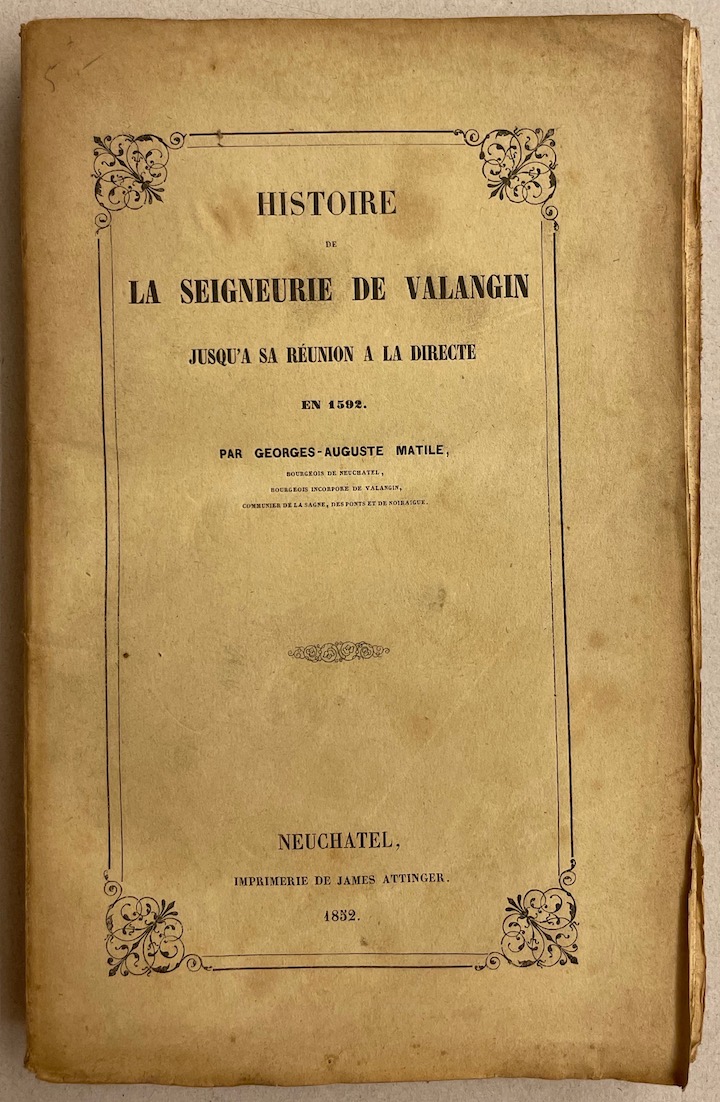 5
HISTOIRE
DE
LA SEIGNEURIE DE VALANGIN
JUSQU'A SA RÉUNION A LA DIRECTE
EN 1592.
PAR GEORGES-AUGUSTE MATILE,
BOURGEOIS DE NEUCHATEL,
BOURGEOIS INCORPORÉ DE VALANGIN,
COMMUNIER DE LA SAGNE, DES PONTS ET DE NOIRAIGUE.
NEUCHATEL,
IMPRIMERIE DE JAMES ATTINGER.
1852.